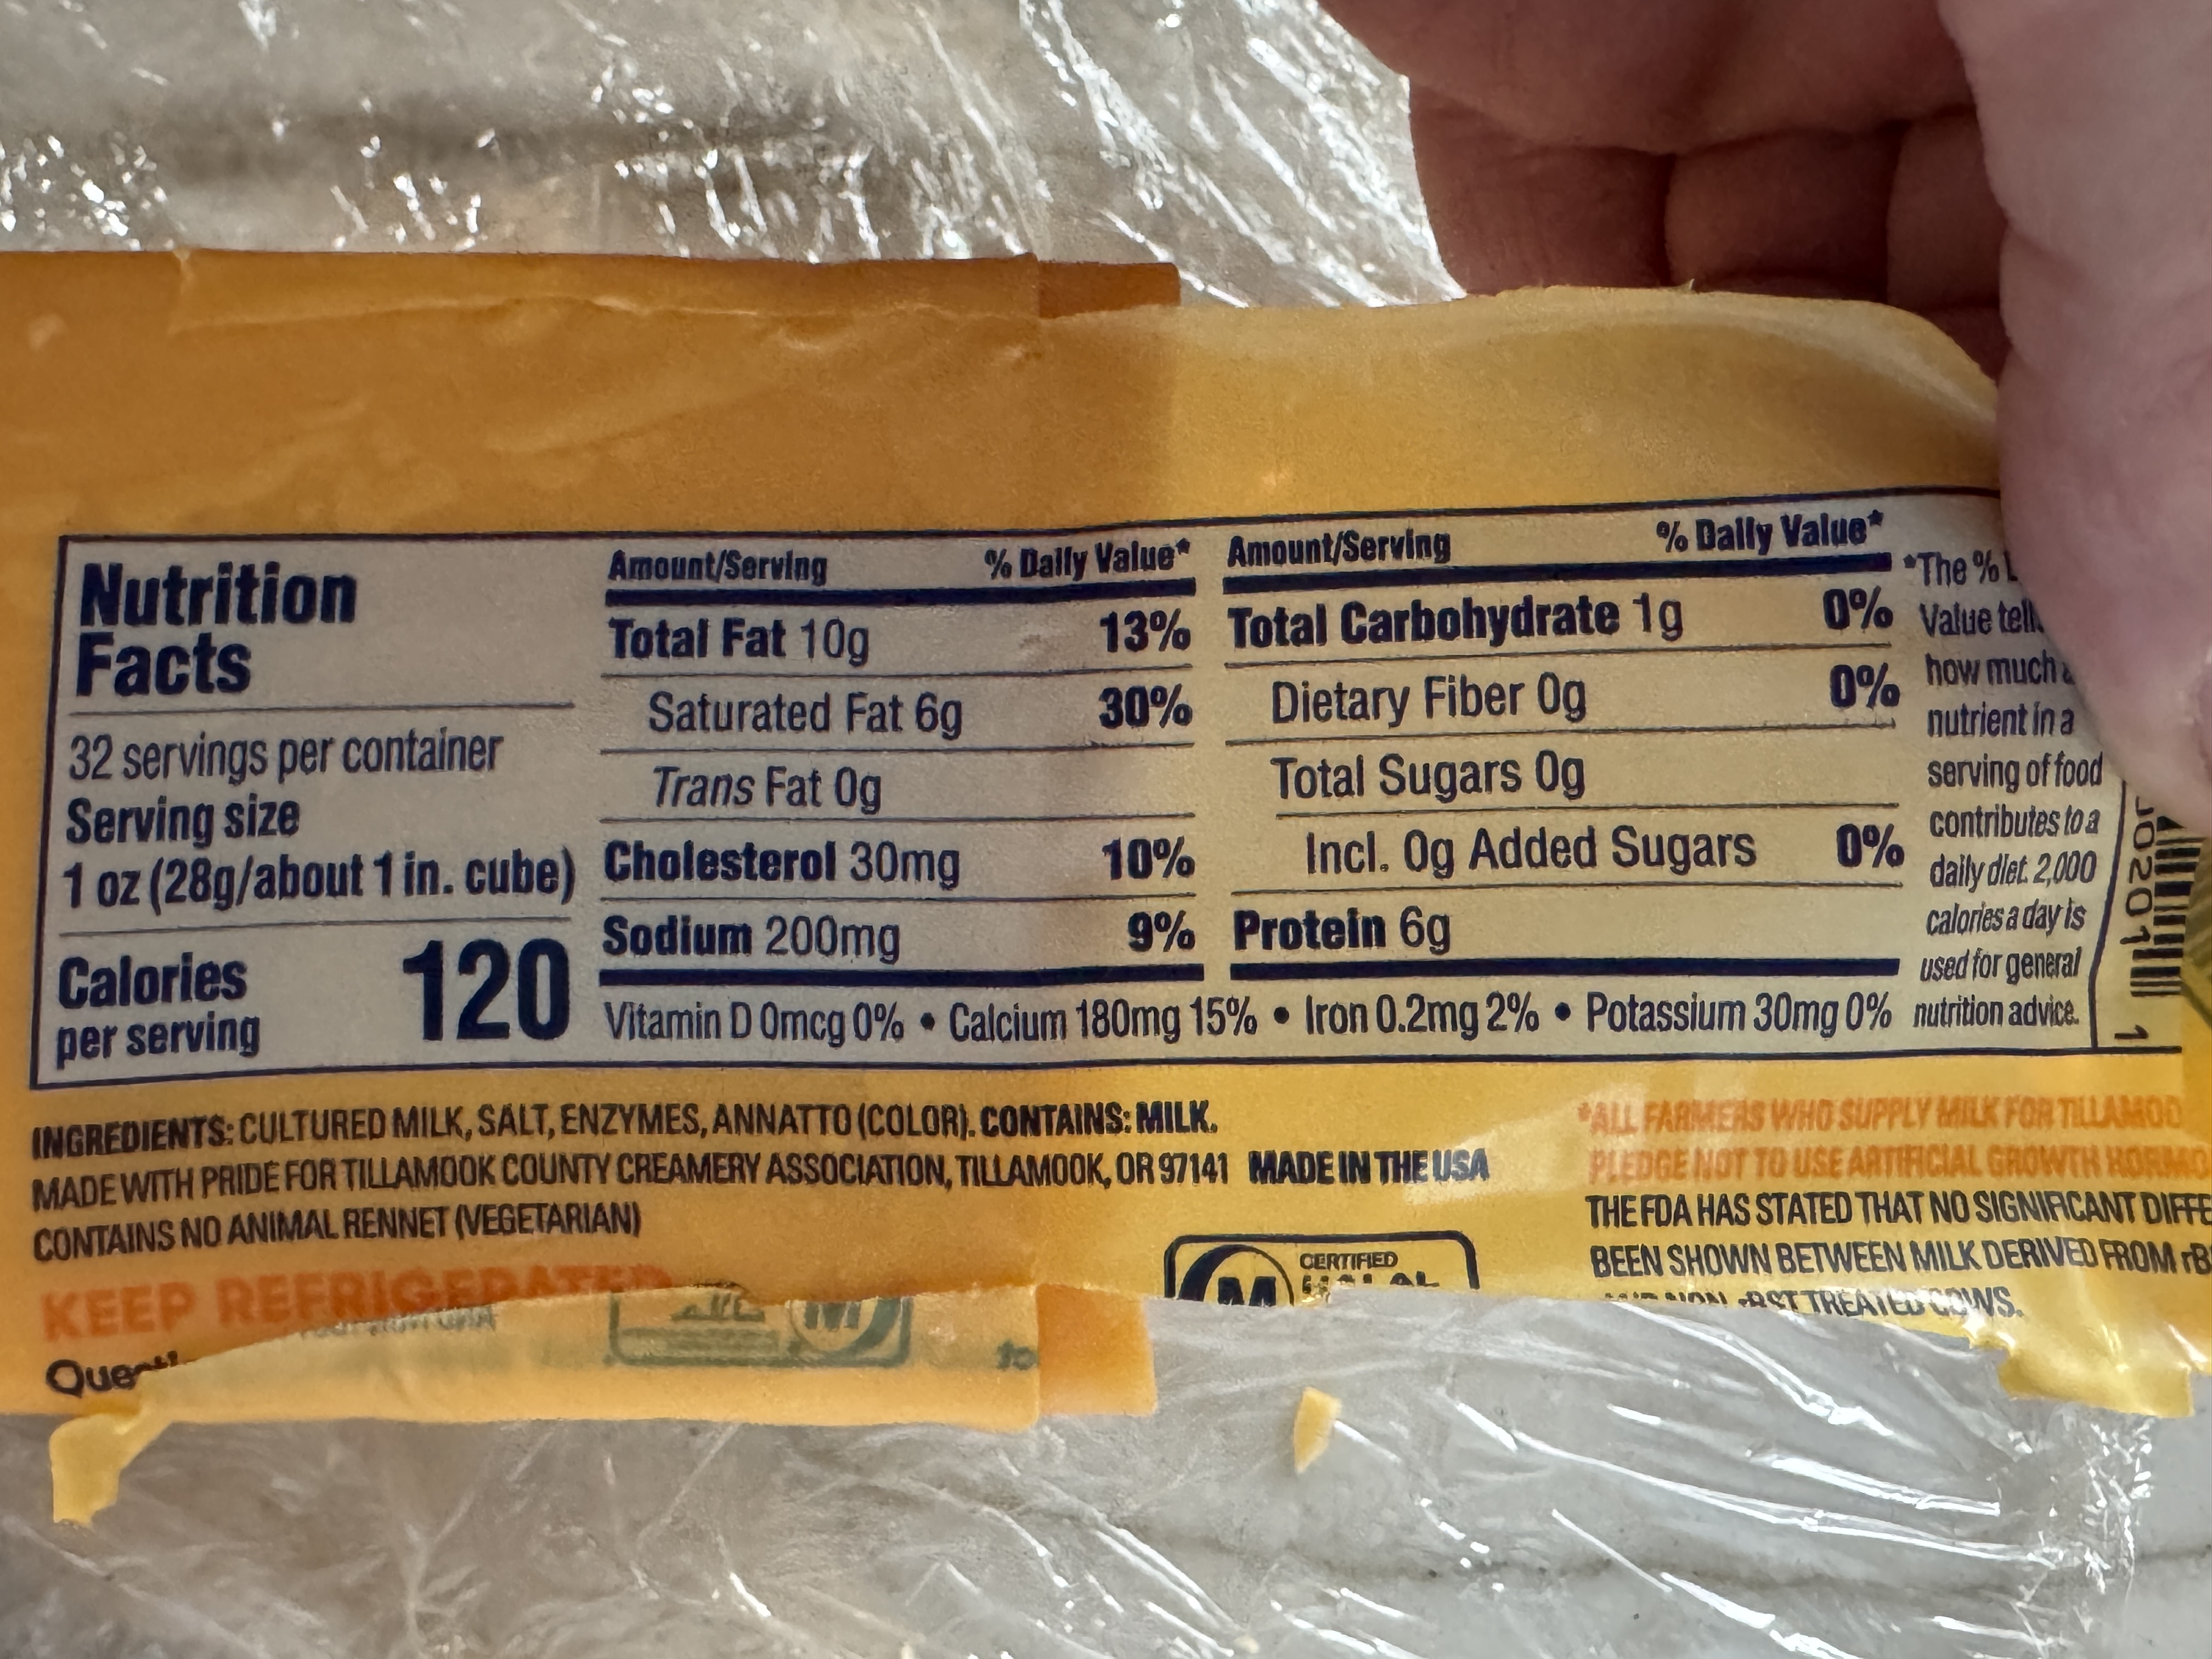 Nutrition
Facts
32 servings per container
Serving size
1 oz (28g/about 1 in. cube)
Calories
per serving
120
Amount/Serving % Daily Value*
Total Fat 10g 13%
Saturated Fat 6g 30%
Trans Fat 0g
Cholesterol 30mg 10%
Sodium 200mg 9%
Amount/Serving % Daily Value*
Total Carbohydrate 1g 0%
Dietary Fiber 0g 0%
Total Sugars 0g
Incl. 0g Added Sugars 0%
Protein 6g
Vitamin D 0mcg 0% • Calcium 180mg 15% • Iron 0.2mg 2% • Potassium 30mg 0%
*The %
Value
how much
nutrient in a
serving of food
contributes to a
daily diet. 2,000
calories a day is
used for general
nutrition advice.
0201
1
INGREDIENTS: CULTURED MILK, SALT, ENZYMES, ANNATTO (COLOR). CONTAINS: MILK.
MADE WITH PRIDE FOR TILLAMOOK COUNTY CREAMERY ASSOCIATION, TILLAMOOK, OR 97141 MADE IN THE USA
CONTAINS NO ANIMAL RENNET (VEGETARIAN)
KEEP REFRIGERATED
M CERTIFIED
HALAL
*ALL FARMERS WHO SUPPLY MILK FOR
PLEDGE NOT TO USE ARTIFICIAL GROWTH
THE FDA HAS STATED THAT NO SIGNIFICANT
BEEN SHOWN BETWEEN MILK DERIVED FROM
TREATED COWS.